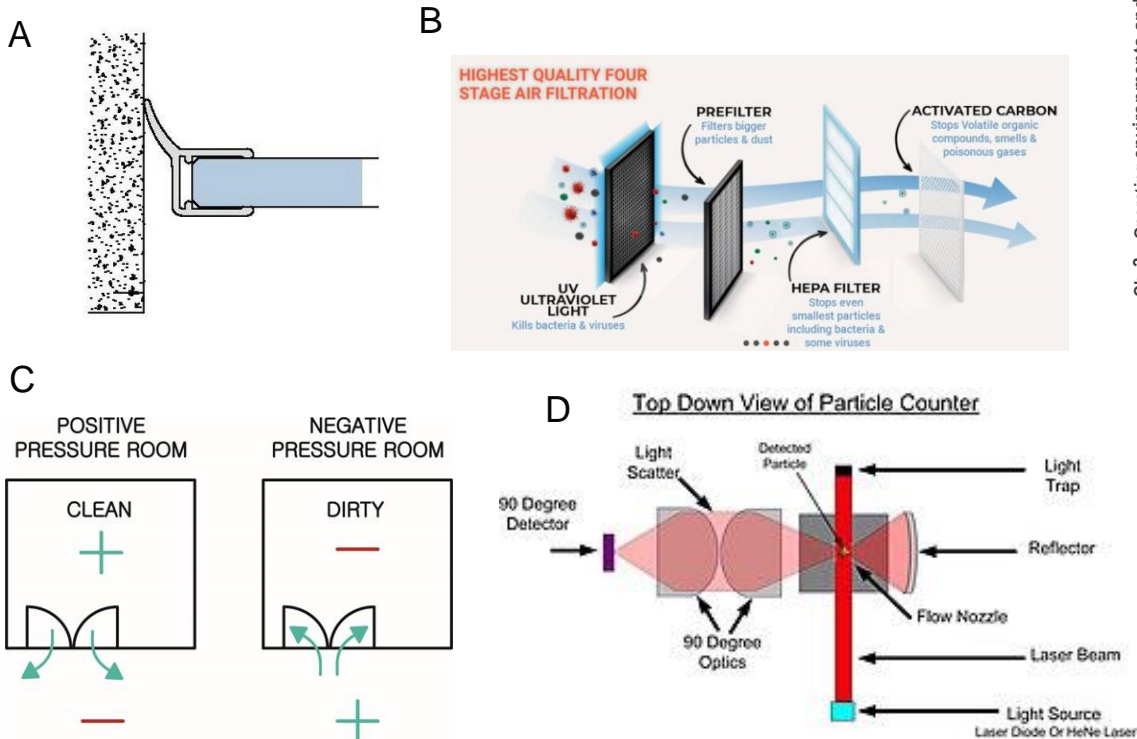 A
B
HIGHEST QUALITY FOUR
STAGE AIR FILTRATION
PREFILTER
Filters bigger
particles & dust
ACTIVATED CARBON
Stops Volatile organic
compounds, smells &
poisonous gases
UV
ULTRAVIOLET
LIGHT
Kills bacteria & viruses
HEPA FILTER
Stops even
smallest particles
including bacteria &
some viruses
C
POSITIVE
PRESSURE ROOM
CLEAN
+
−
NEGATIVE
PRESSURE ROOM
DIRTY
−
+
D
Top Down View of Particle Counter
Light
Scatter
Detected
Particle
90 Degree
Detector
Light
Trap
Reflector
Flow Nozzle
90 Degree
Optics
Laser Beam
Light Source
Laser Diode Or HeNe Laser